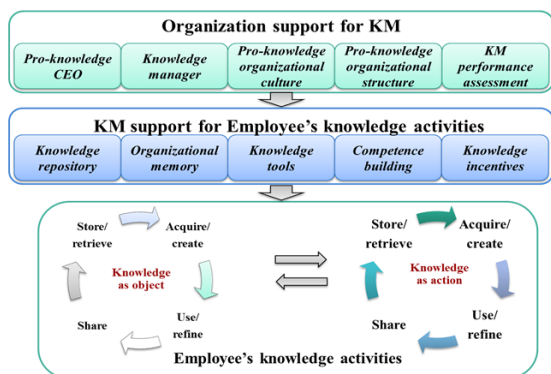 Organization support for KM
Pro-knowledge CEO
Knowledge manager
Pro-knowledge organizational culture
Pro-knowledge organizational structure
KM performance assessment
KM support for Employee's knowledge activities
Knowledge repository
Organizational memory
Knowledge tools
Competence building
Knowledge incentives
Store/
retrieve
Acquire/
create
Knowledge
as object
Share
Use/
refine
Store/
retrieve
Acquire/
create
Knowledge
as action
Share
Use/
refine
Employee's knowledge activities